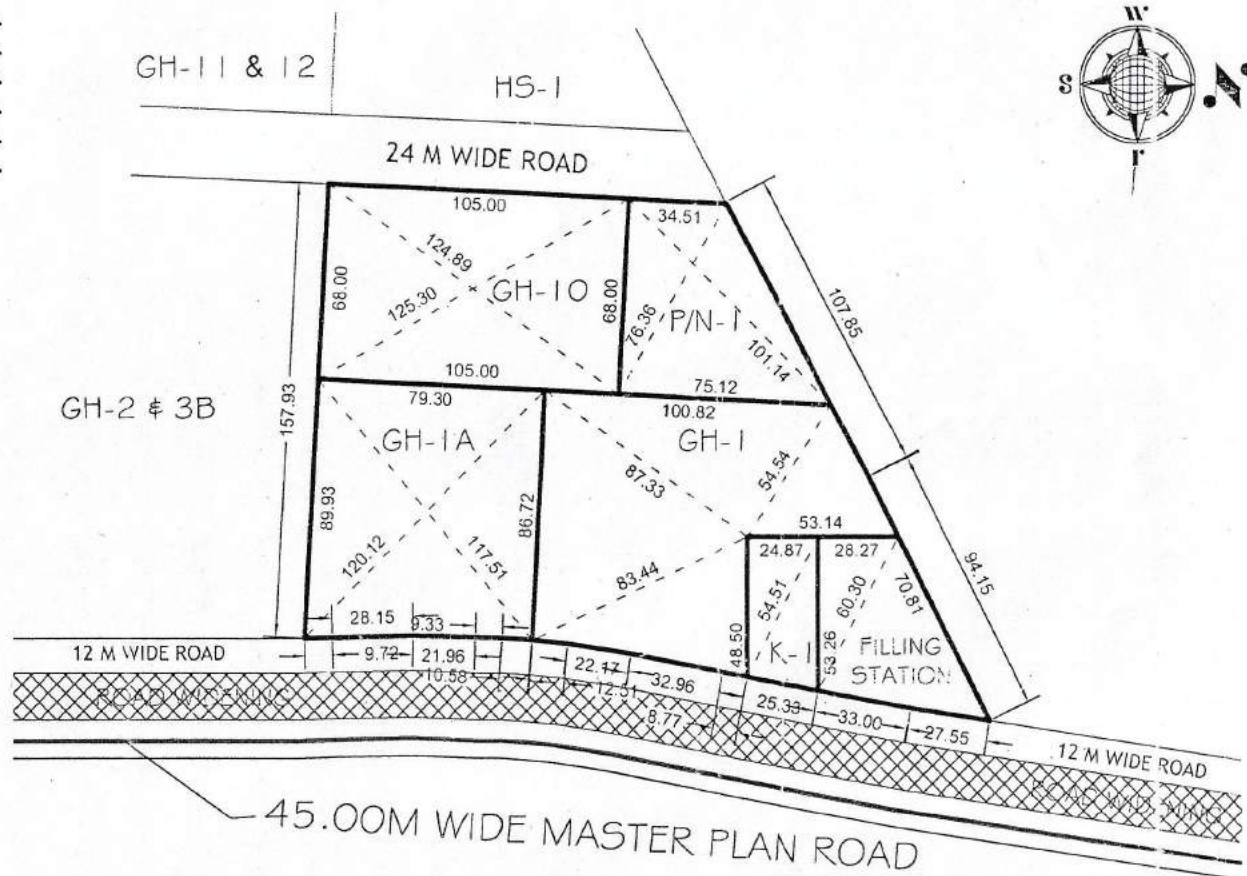 W
S
N
GH-11 & 12
HS-1
24 M WIDE ROAD
105.00
34.51
124.89
125.30
GH-10
68.00
68.00
76.36
P/N-1
101.14
107.85
105.00
75.12
GH-2 & 3B
157.93
79.30
100.82
GH-1A
GH-1
89.93
86.72
87.33
54.54
120.12
117.51
83.44
53.14
24.87
28.27
54.51
60.30
70.81
94.15
48.50
53.26
K-1
FILLING
STATION
28.15
9.33
12 M WIDE ROAD
9.72
21.96
10.58
22.17
12.51
32.96
8.77
25.33
33.00
27.55
12 M WIDE ROAD
ROAD WIDENING
ROAD WIDENING
45.00M WIDE MASTER PLAN ROAD